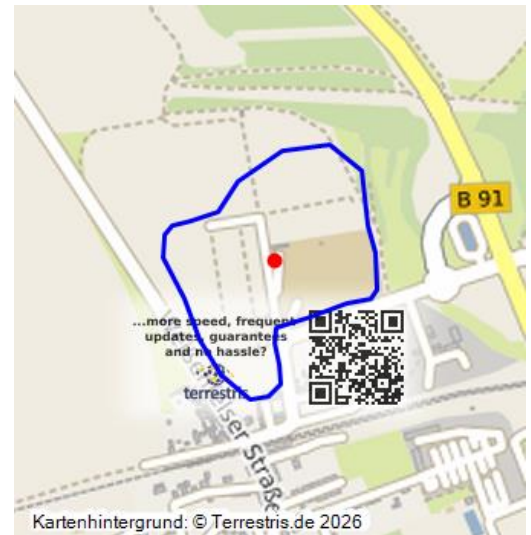 B 91
...more speed, frequent
updates, guarantees
and no hassle?
terrestris
Straße
Kartenhintergrund: © Terrestris.de 2026